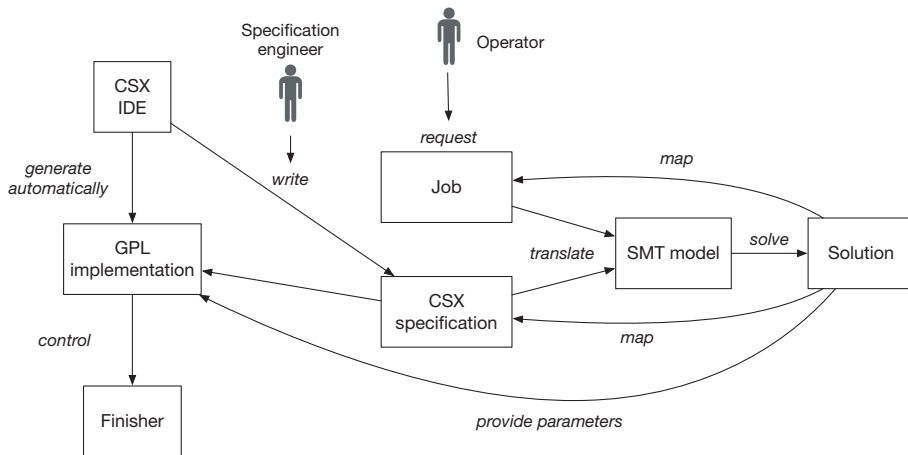 Specification
engineer
Operator
CSX
IDE
request
map
generate
automatically
write
Job
GPL
implementation
translate
SMT model
solve
Solution
CSX
specification
control
map
Finisher
provide parameters